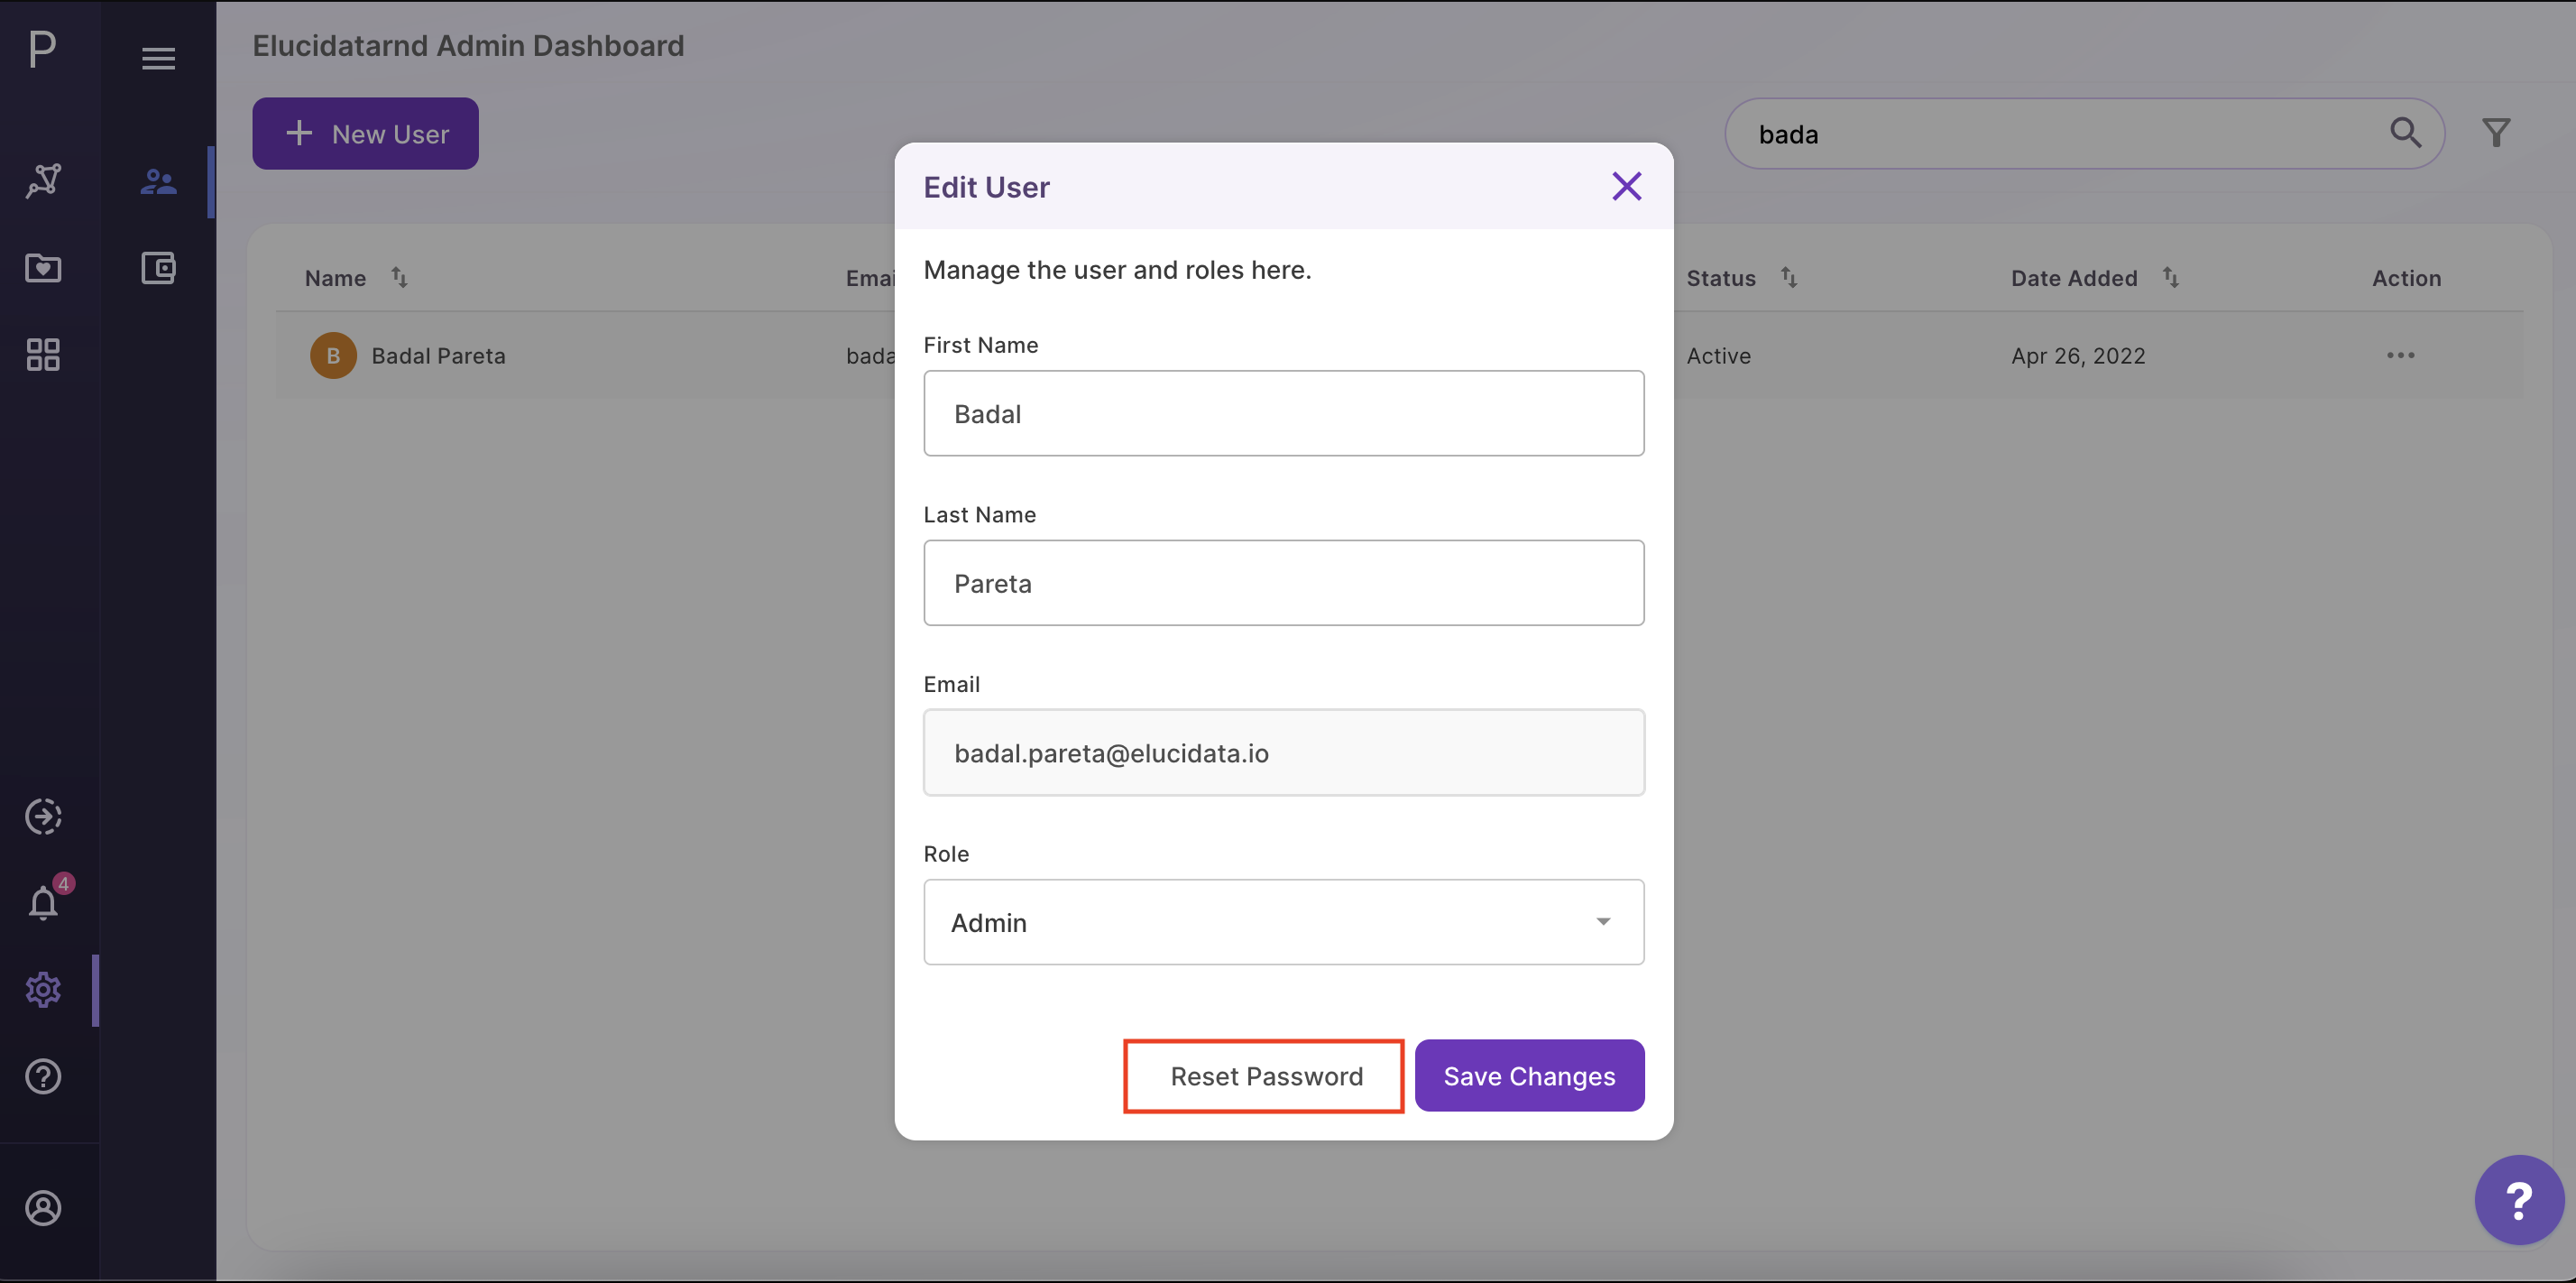 P
Elucidatarnd Admin Dashboard
+ New User
bada
Edit User
Manage the user and roles here.
Name
Emai
Status
Date Added
Action
B
Badal Pareta
bada
Active
Apr 26, 2022
...
First Name
Badal
Last Name
Pareta
Email
badal.pareta@elucidata.io
Role
Admin
4
?
Reset Password
Save Changes
?